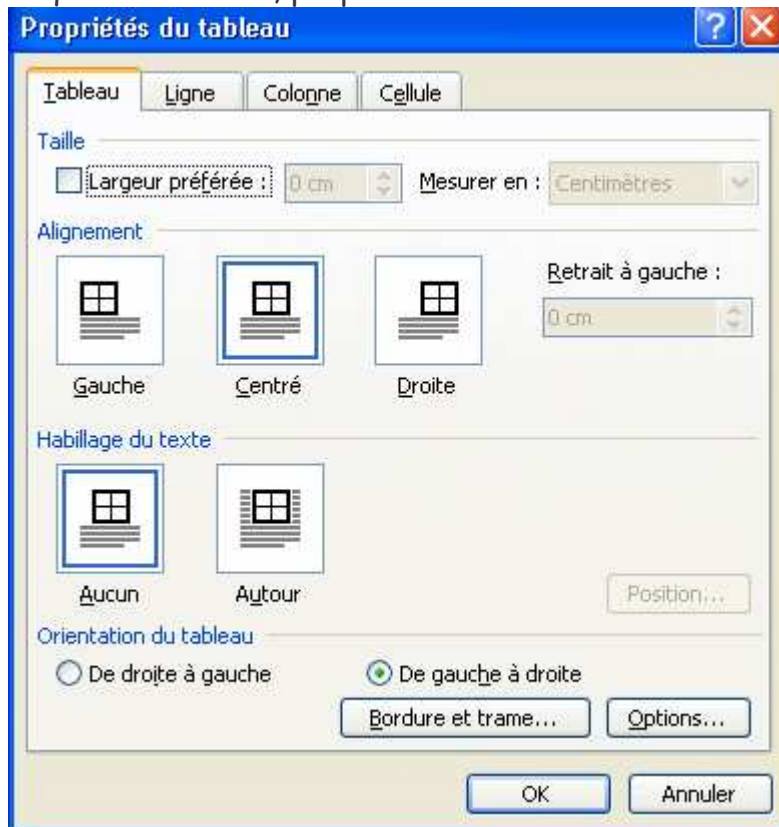 Propriétés du tableau
Tableau Ligne Colonne Cellule
Taille
Largeur préférée : 0 cm Mesurer en : Centimètres
Alignement
Retrait à gauche :
0 cm
Gauche Centré Droite
Habillage du texte
Aucun Autour Position...
Orientation du tableau
De droite à gauche De gauche à droite
Bordure et trame... Options...
OK Annuler